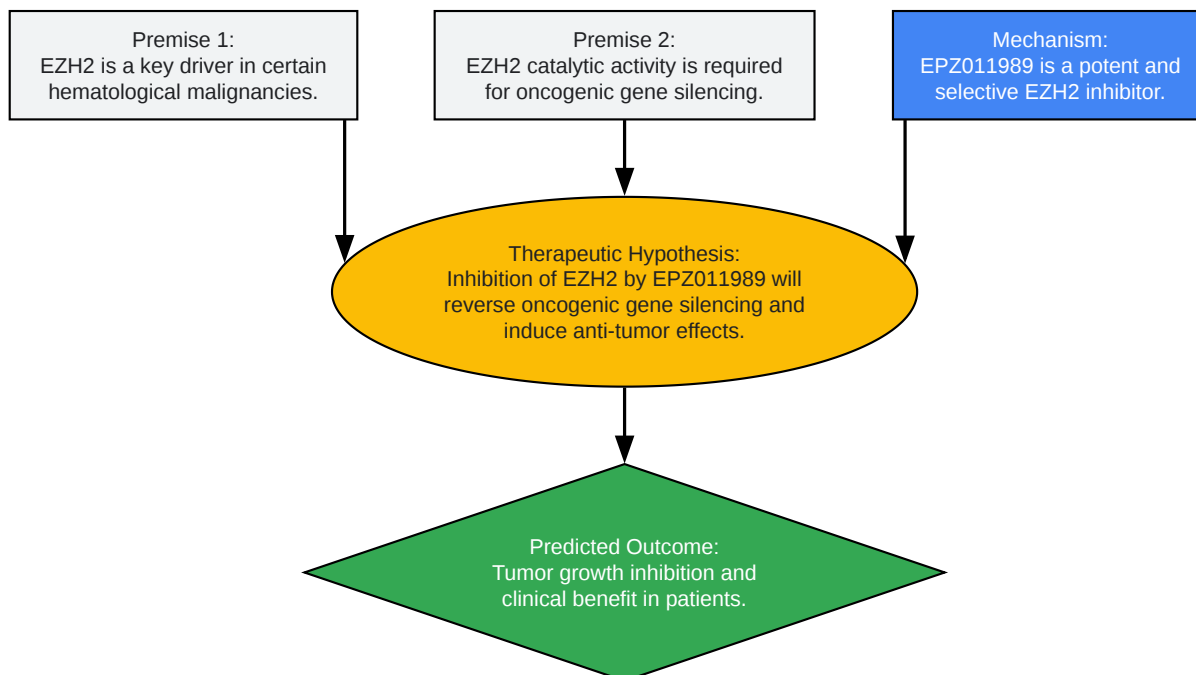 Premise 1:
EZH2 is a key driver in certain
hematological malignancies.
Premise 2:
EZH2 catalytic activity is required
for oncogenic gene silencing.
Mechanism:
EPZ011989 is a potent and
selective EZH2 inhibitor.
Therapeutic Hypothesis:
Inhibition of EZH2 by EPZ011989 will
reverse oncogenic gene silencing and
induce anti-tumor effects.
Predicted Outcome:
Tumor growth inhibition and
clinical benefit in patients.